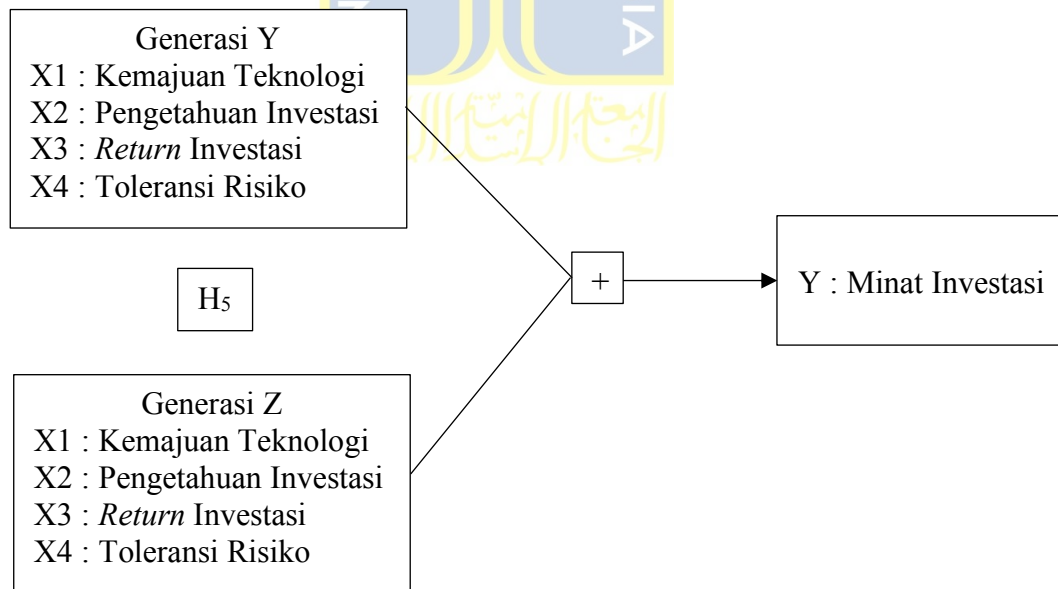 IA
Generasi Y
X1 : Kemajuan Teknologi
X2 : Pengetahuan Investasi
X3 : Return Investasi
X4 : Toleransi Risiko
H5
+
Y : Minat Investasi
Generasi Z
X1 : Kemajuan Teknologi
X2 : Pengetahuan Investasi
X3 : Return Investasi
X4 : Toleransi Risiko